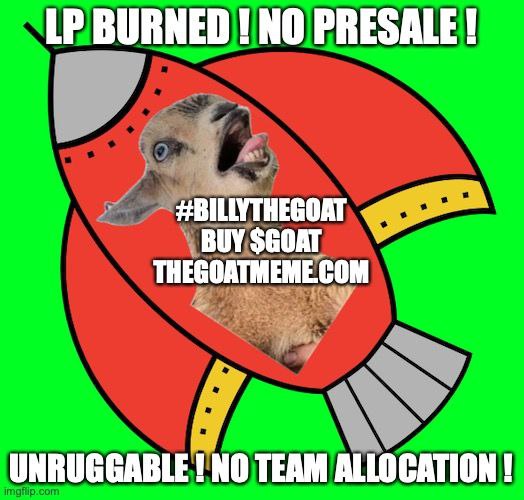 LP BURNED ! NO PRESALE !
#BILLYTHEGOAT
BUY $GOAT
THEGOATMEME.COM
UNRUGGABLE ! NO TEAM ALLOCATION !
imgflip.com